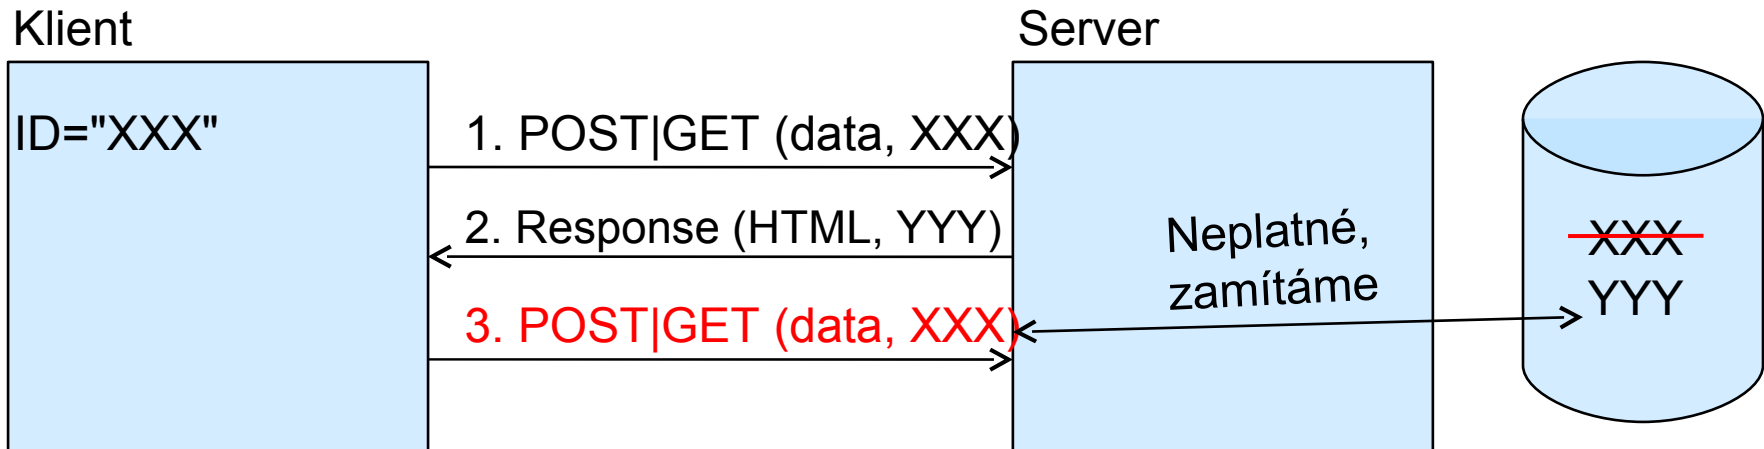 Klient
Server
ID="XXX"
1. POST|GET (data, XXX)
2. Response (HTML, YYY)
3. POST|GET (data, XXX)
Neplatné,
zamítáme
XXX
YYY